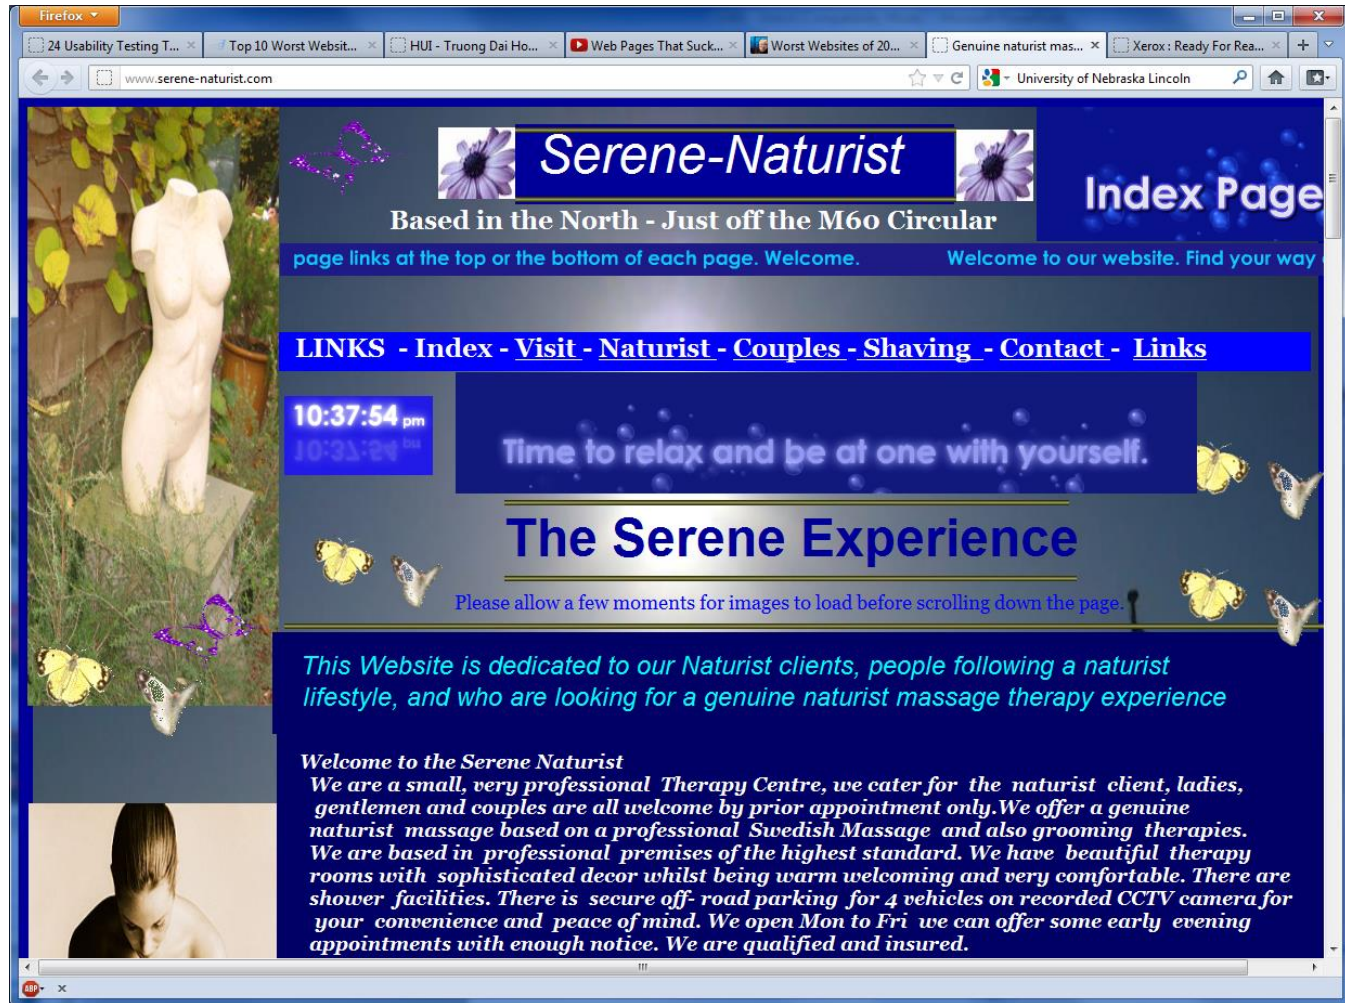 Firefox
24 Usability Testing T...
Top 10 Worst Websit...
HUI - Truong Dai Ho...
Web Pages That Suck...
Worst Websites of 20...
Genuine naturist mas...
Xerox : Ready For Rea...
www.serene-naturist.com
University of Nebraska Lincoln
Serene-Naturist
Index Page
Based in the North - Just off the M60 Circular
page links at the top or the bottom of each page. Welcome. Welcome to our website. Find your way
LINKS - Index - Visit - Naturist - Couples - Shaving - Contact - Links
10:37:54 pm
Time to relax and be at one with yourself.
The Serene Experience
Please allow a few moments for images to load before scrolling down the page.
This Website is dedicated to our Naturist clients, people following a naturist
lifestyle, and who are looking for a genuine naturist massage therapy experience
Welcome to the Serene Naturist
We are a small, very professional Therapy Centre, we cater for the naturist client, ladies,
gentlemen and couples are all welcome by prior appointment only.We offer a genuine
naturist massage based on a professional Swedish Massage and also grooming therapies.
We are based in professional premises of the highest standard. We have beautiful therapy
rooms with sophisticated decor whilst being warm welcoming and very comfortable. There are
shower facilities. There is secure off- road parking for 4 vehicles on recorded CCTV camera for
your convenience and peace of mind. We open Mon to Fri we can offer some early evening
appointments with enough notice. We are qualified and insured.
ABP